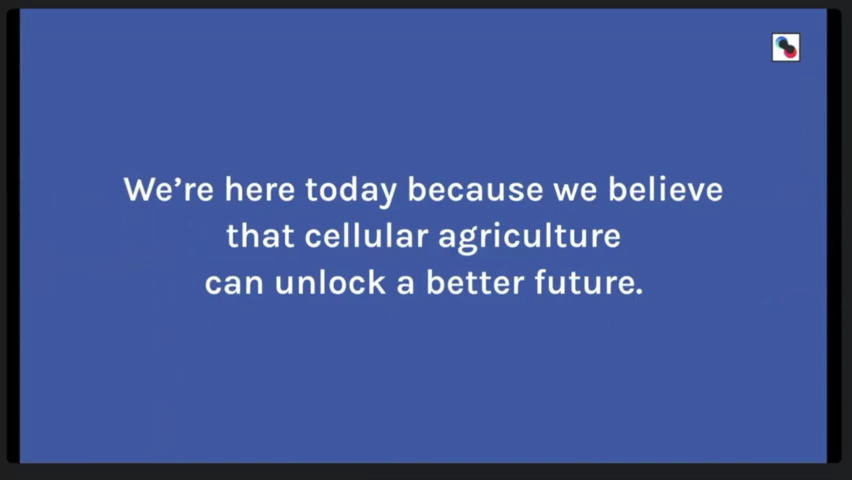 We're here today because we believe
that cellular agriculture
can unlock a better future.